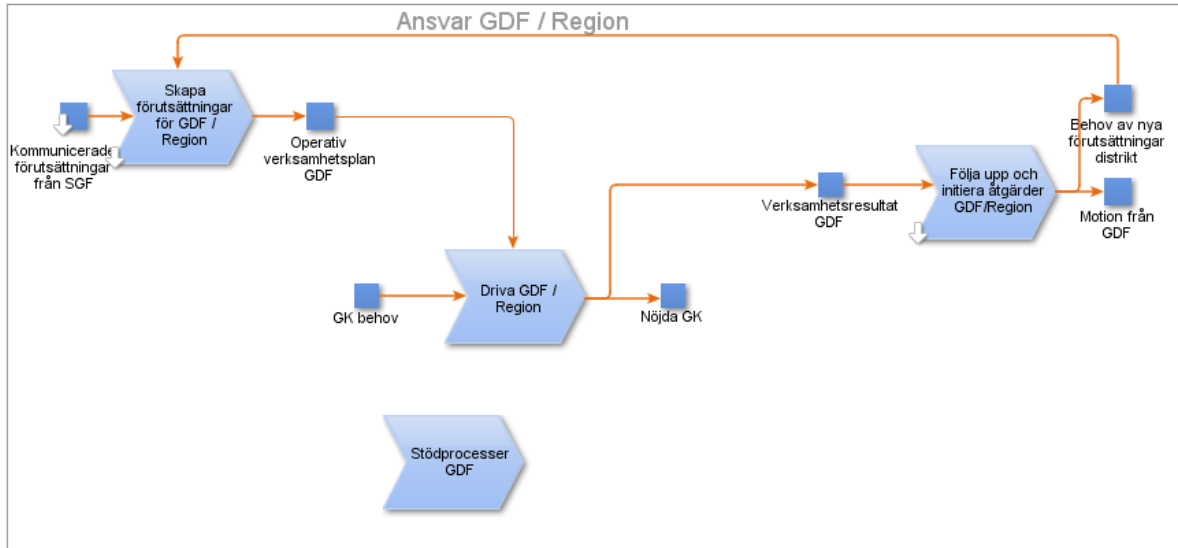 Ansvar GDF / Region
Skapa
förutsättningar
för GDF /
Region
Kommunicerade
förutsättningar
från SGF
Operativ
verksamhetsplan
GDF
Behov av nya
förutsättningar
distrikt
Följa upp och
initiera åtgärder
GDF/Region
Verksamhetsresultat
GDF
Motion från
GDF
Driva GDF /
Region
GK behov
Nöjda GK
Stödprocesser
GDF